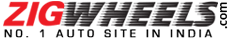 ZIGWHEELS.com
NO. 1 AUTO SITE IN INDIA